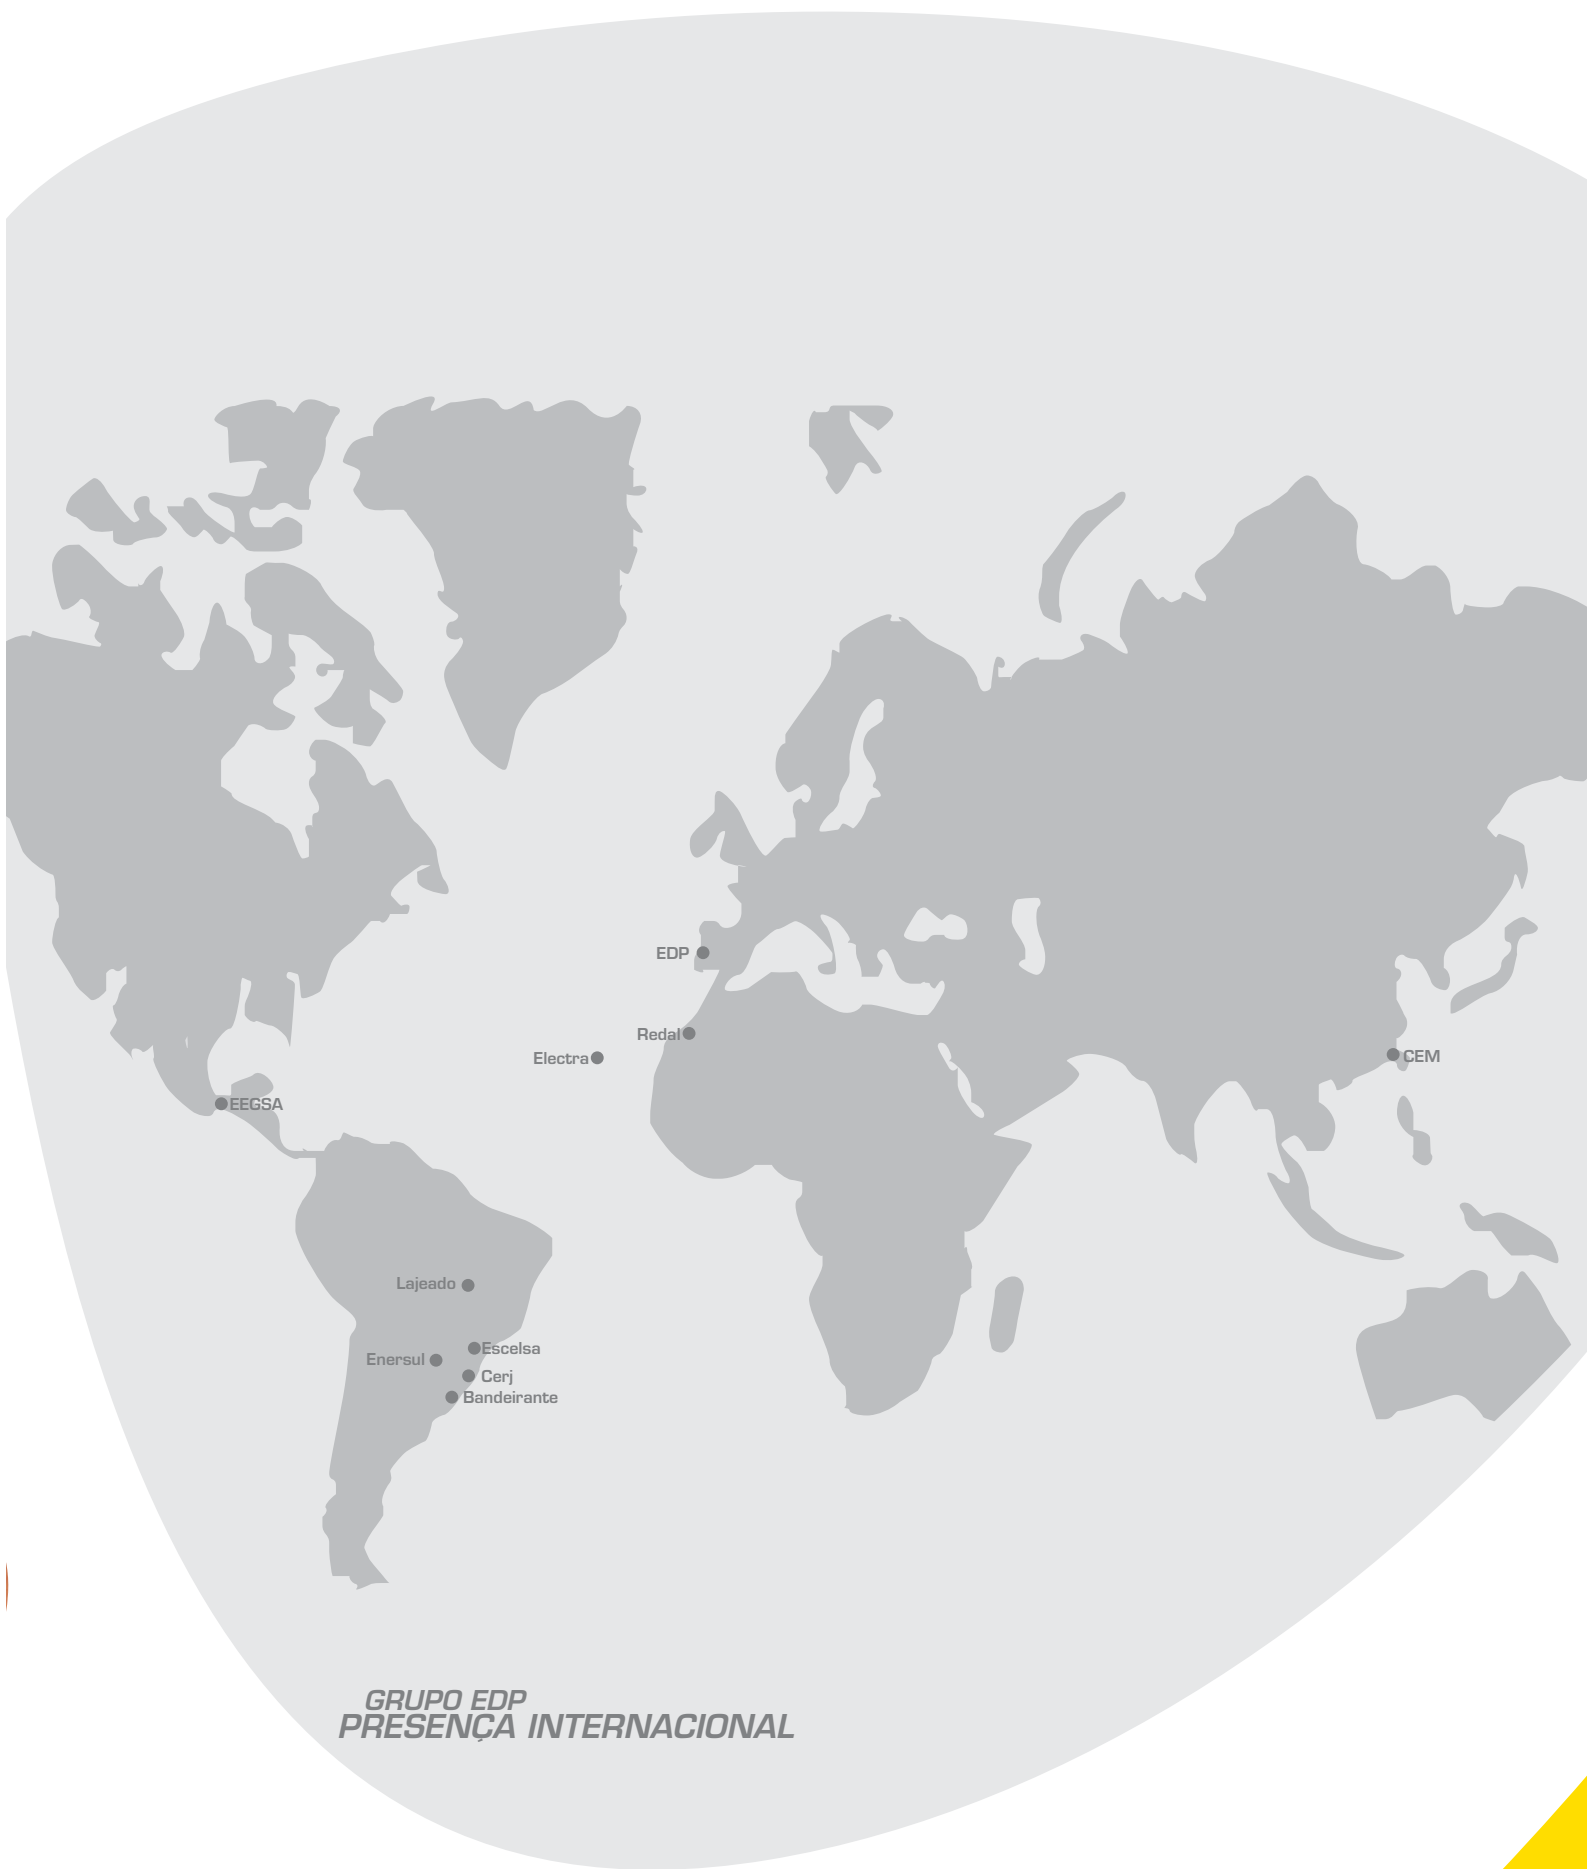 EDP
Redal
Electra
CEM
EEGSA
Lajeado
Escelsa
Enersul
Cerj
Bandeirante
GRUPO EDP
PRESENÇA INTERNACIONAL